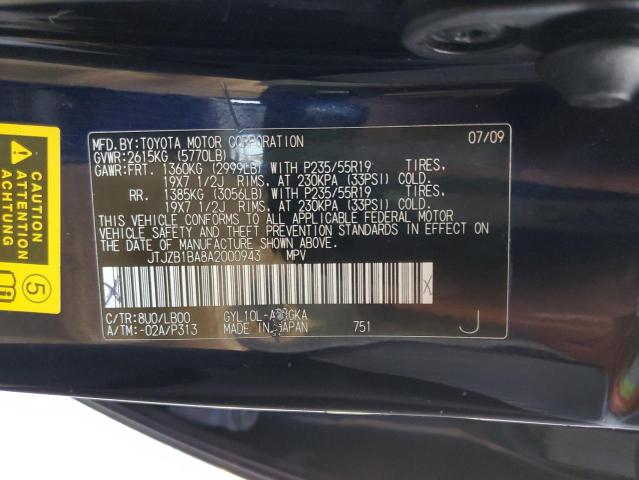 MFD.BY:TOYOTA MOTOR CORPORATION 07/09
GVWR:2615KG (5770LB)
GAWR:FRT. 1360KG (2999LB) WITH P235/55R19 TIRES,
19X7 1/2J RIMS, AT 230KPA (33PSI) COLD.
RR. 1385KG (3056LB) WITH P235/55R19 TIRES,
19X7 1/2J RIMS, AT 230KPA (33PSI) COLD.
THIS VEHICLE CONFORMS TO ALL APPLICABLE FEDERAL MOTOR
VEHICLE SAFETY AND THEFT PREVENTION STANDARDS IN EFFECT ON
THE DATE OF MANUFACTURE SHOWN ABOVE.
JTJZB1BA8A2000943 MPV
C/TR:8U0/LB00 GYL10L- GKA
A/TM:-02A/P313 MADE IN JAPAN 751 J
CAUTION
ATTENTION
ACHTUNG
5